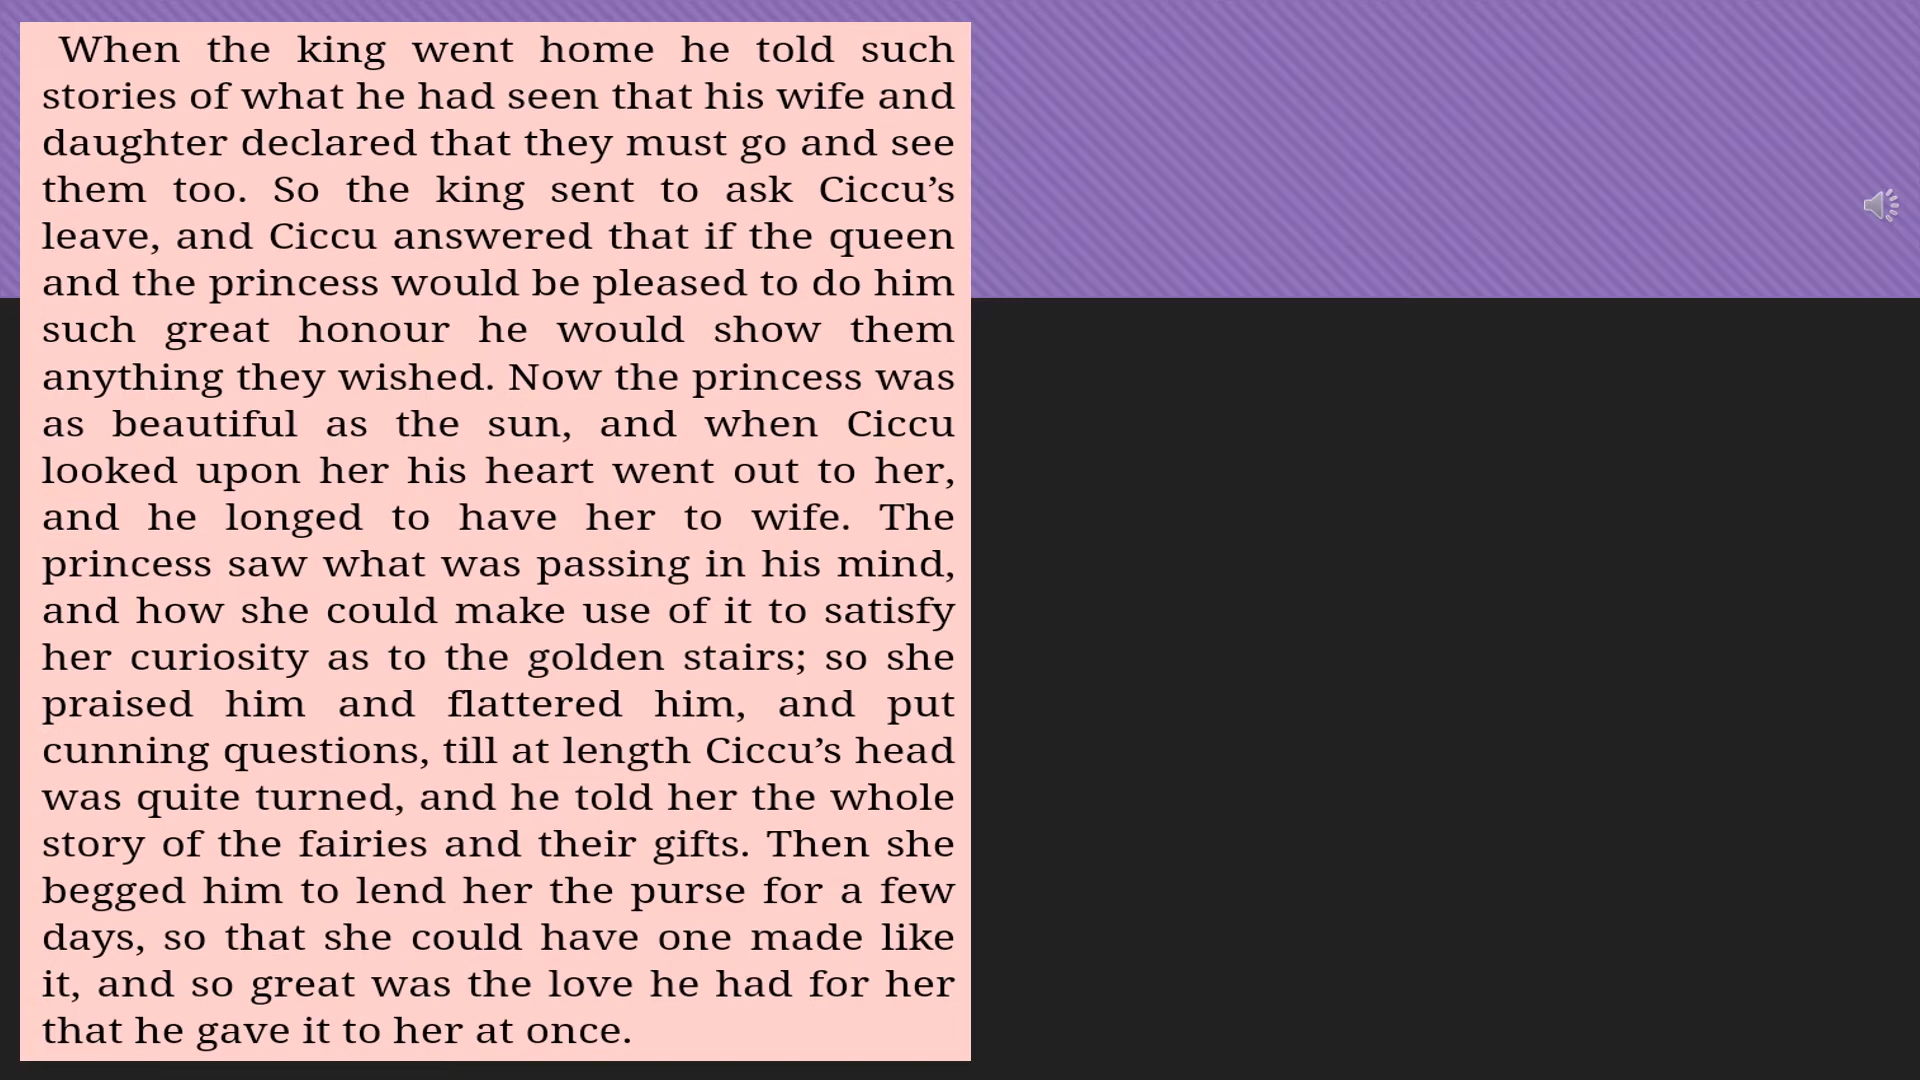 When the king went home he told such
stories of what he had seen that his wife and
daughter declared that they must go and see
them too. So the king sent to ask Ciccu’s
leave, and Ciccu answered that if the queen
and the princess would be pleased to do him
such great honour he would show them
anything they wished. Now the princess was
as beautiful as the sun, and when Ciccu
looked upon her his heart went out to her,
and he longed to have her to wife. The
princess saw what was passing in his mind,
and how she could make use of it to satisfy
her curiosity as to the golden stairs; so she
praised him and flattered him, and put
cunning questions, till at length Ciccu’s head
was quite turned, and he told her the whole
story of the fairies and their gifts. Then she
begged him to lend her the purse for a few
days, so that she could have one made like
it, and so great was the love he had for her
that he gave it to her at once.